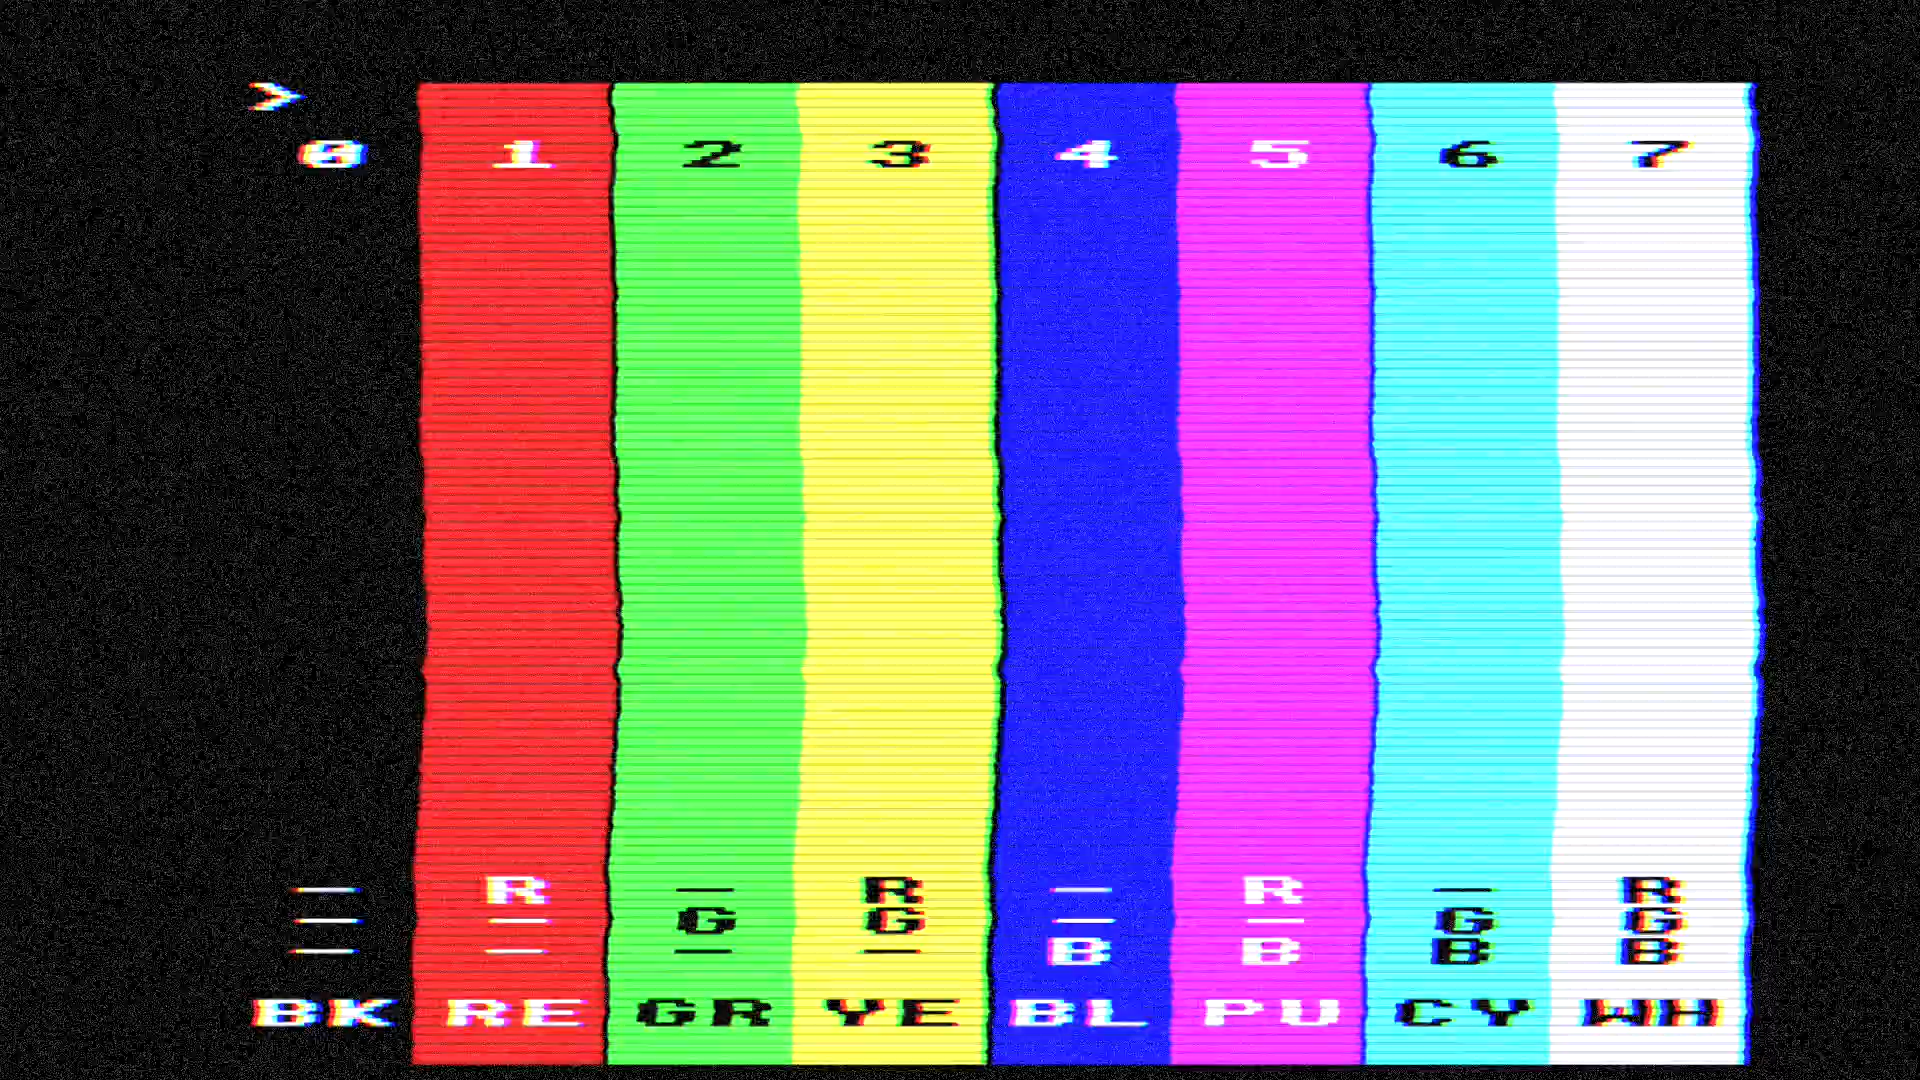 >
0 1 2 3 4 5 6 7
— R — R — R — R
— — G G — — G G
— — — — B B B B
BK RE GR YE BL PU CY WH